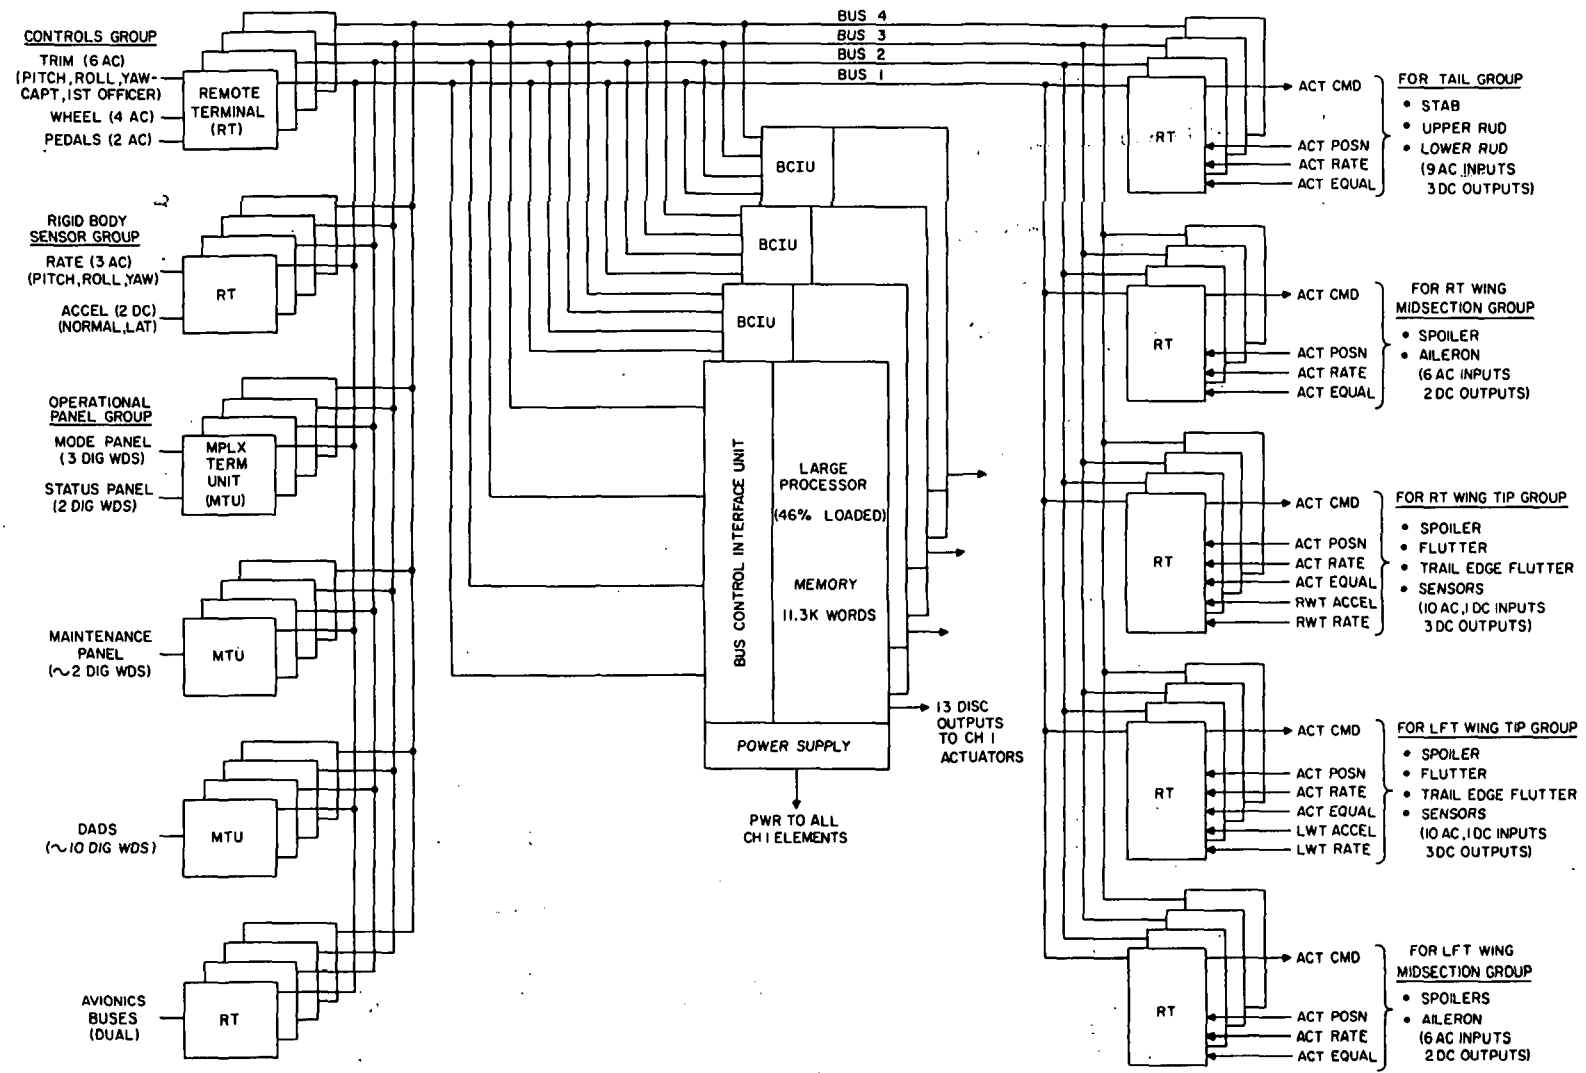 BUS 4
BUS 3
BUS 2
BUS 1
CONTROLS GROUP
TRIM (6 AC)
(PITCH, ROLL, YAW-
CAPT, 1ST OFFICER)
WHEEL (4 AC)
PEDALS (2 AC)
REMOTE
TERMINAL
(RT)
RIGID BODY
SENSOR GROUP
RATE (3 AC)
(PITCH, ROLL, YAW)
ACCEL (2 DC)
(NORMAL, LAT)
RT
OPERATIONAL
PANEL GROUP
MODE PANEL
(3 DIG WDS)
STATUS PANEL
(2 DIG WDS)
MPLX
TERM
UNIT
(MTU)
MAINTENANCE
PANEL
(~2 DIG WDS)
MTU
DADS
(~10 DIG WDS)
MTU
AVIONICS
BUSES
(DUAL)
RT
BCIU
BCIU
BCIU
BUS CONTROL INTERFACE UNIT
LARGE
PROCESSOR
(46% LOADED)
MEMORY
11.3K WORDS
POWER SUPPLY
13 DISC
OUTPUTS
TO CH 1
ACTUATORS
PWR TO ALL
CH 1 ELEMENTS
RT
ACT CMD
ACT POSN
ACT RATE
ACT EQUAL
FOR TAIL GROUP
• STAB
• UPPER RUD
• LOWER RUD
(9 AC INPUTS
3 DC OUTPUTS)
RT
ACT CMD
ACT POSN
ACT RATE
ACT EQUAL
FOR RT WING
MIDSECTION GROUP
• SPOILER
• AILERON
(6 AC INPUTS
2 DC OUTPUTS)
RT
ACT CMD
ACT POSN
ACT RATE
ACT EQUAL
RWT ACCEL
RWT RATE
FOR RT WING TIP GROUP
• SPOILER
• FLUTTER
• TRAIL EDGE FLUTTER
• SENSORS
(10 AC, 1 DC INPUTS
3 DC OUTPUTS)
RT
ACT CMD
ACT POSN
ACT RATE
ACT EQUAL
LWT ACCEL
LWT RATE
FOR LFT WING TIP GROUP
• SPOILER
• FLUTTER
• TRAIL EDGE FLUTTER
• SENSORS
(10 AC, 1 DC INPUTS
3 DC OUTPUTS)
RT
ACT CMD
ACT POSN
ACT RATE
ACT EQUAL
FOR LFT WING
MIDSECTION GROUP
• SPOILERS
• AILERON
(6 AC INPUTS
2 DC OUTPUTS)